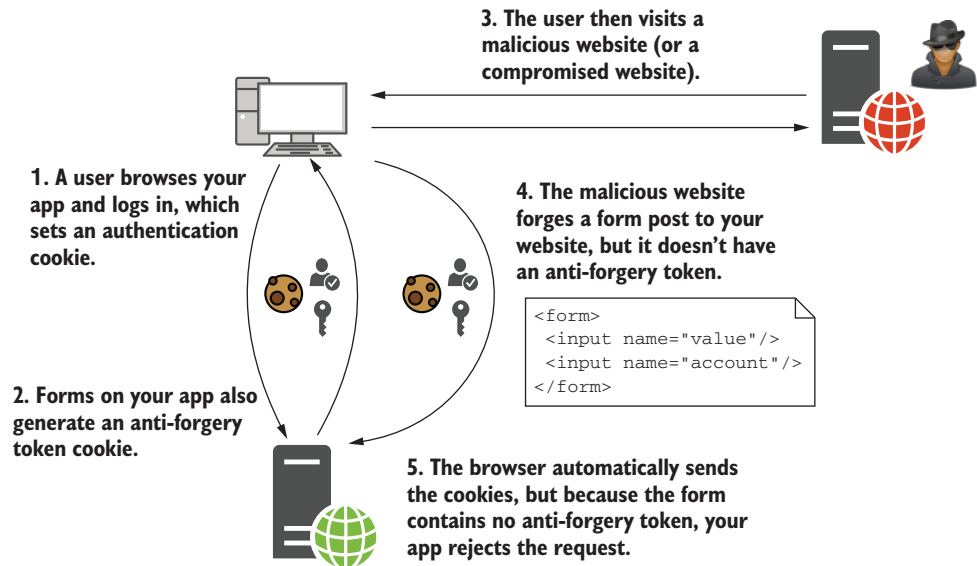 3. The user then visits a
malicious website (or a
compromised website).
1. A user browses your
app and logs in, which
sets an authentication
cookie.
4. The malicious website
forges a form post to your
website, but it doesn’t have
an anti-forgery token.
<form>
 <input name="value"/>
 <input name="account"/>
</form>
2. Forms on your app also
generate an anti-forgery
token cookie.
5. The browser automatically sends
the cookies, but because the form
contains no anti-forgery token, your
app rejects the request.